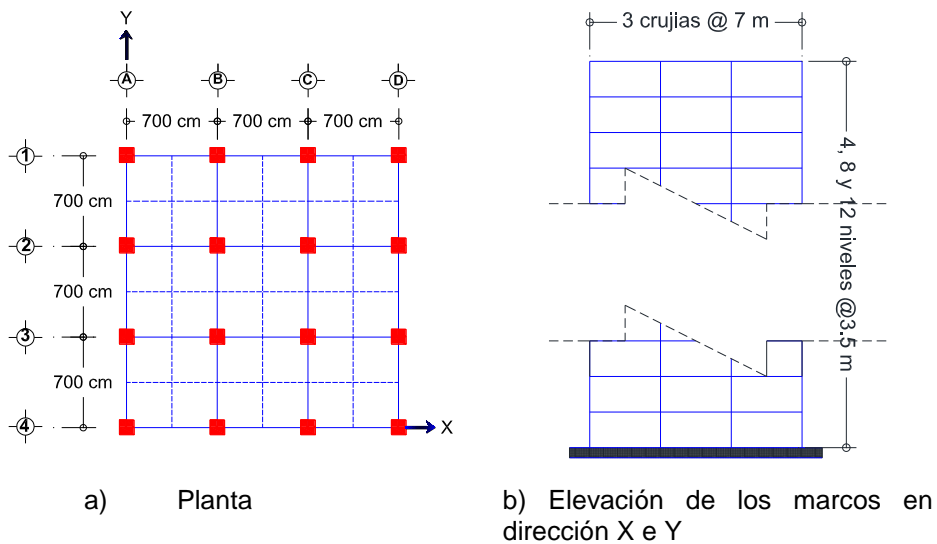 Y
A B C D
700 cm 700 cm 700 cm
1
700 cm
2
700 cm
3
700 cm
4
X
a) Planta
3 crujias @ 7 m
4, 8 y 12 niveles @3.5 m
b) Elevación de los marcos en
dirección X e Y